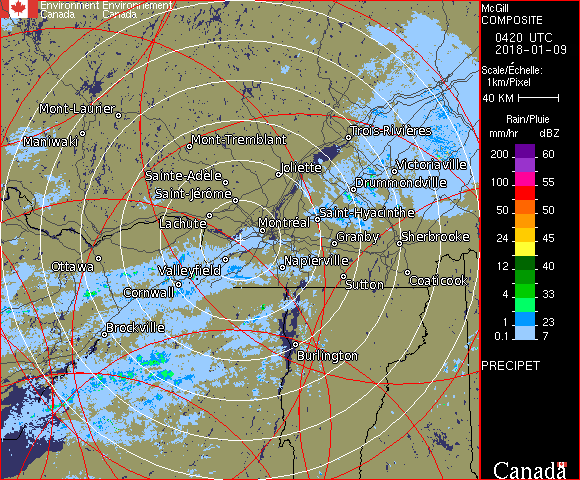 Environment Environnement
Canada Canada
Mont-Laurier
Maniwaki
Mont-Tremblant
Trois-Rivières
Sainte-Adèle
Joliette
Victoriaville
Saint-Jérôme
Drummondville
Lachute
Montréal
Saint-Hyacinthe
Granby
Sherbrooke
Ottawa
Valleyfield
Napierville
Cornwall
Sutton
Coaticook
Brockville
Burlington
McGill
COMPOSITE
0420 UTC
2018-01-09
Scale/Échelle:
1km/Pixel
40 KM
Rain/Pluie
mm/hr dBZ
200 60
100 55
50 50
24 45
12 40
4 33
1 23
0.1 7
PRECIPET
Canada